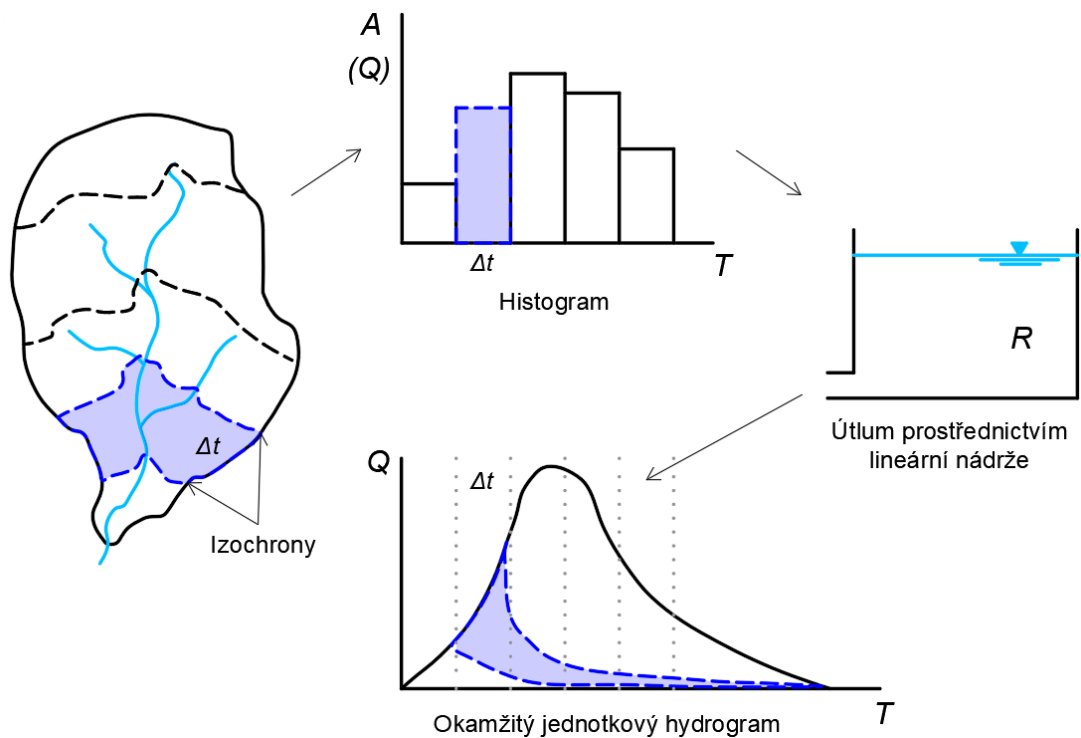 A
(Q)
Δt
T
Histogram
R
Útlum prostřednictvím
lineární nádrže
Δt
Izochrony
Q
Δt
T
Okamžitý jednotkový hydrogram